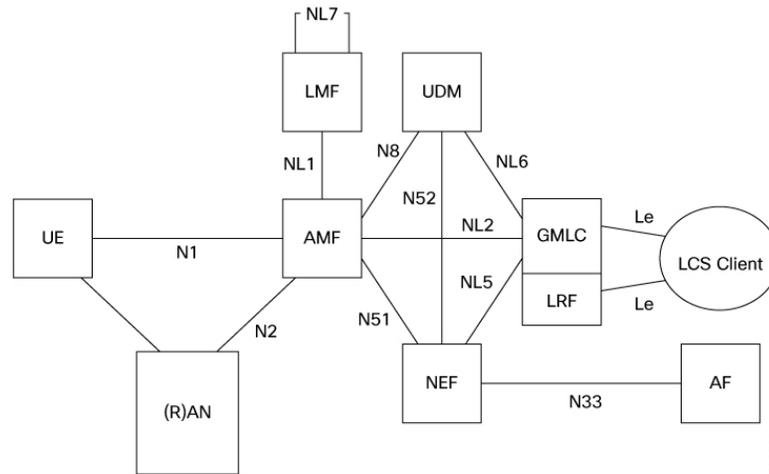 NL7
LMF
UDM
NL1
N8
NL6
N52
UE
N1
AMF
NL2
GMLC
Le
LCS Client
NL5
LRF
Le
N2
N51
(R)AN
NEF
N33
AF